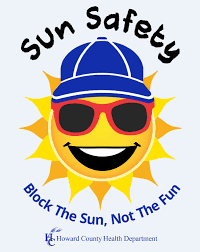 Sun Safety
Block The Sun, Not The Fun
Howard County Health Department